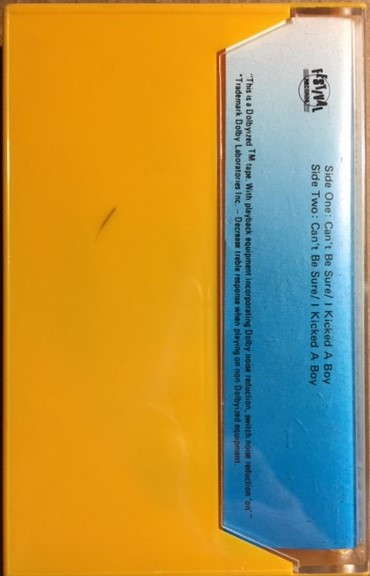 FESTIVAL
RECORDS
Side One: Can't Be Sure/ I Kicked A Boy
Side Two: Can't Be Sure/ I Kicked A Boy
"This is a Dolbyized TM tape. With playback equipment incorporating Dolby noise reduction, switch noise reduction 'on'"
*Trademark Dolby Laboratories Inc. – Decrease treble response when playing on non Dolbyized equipment.